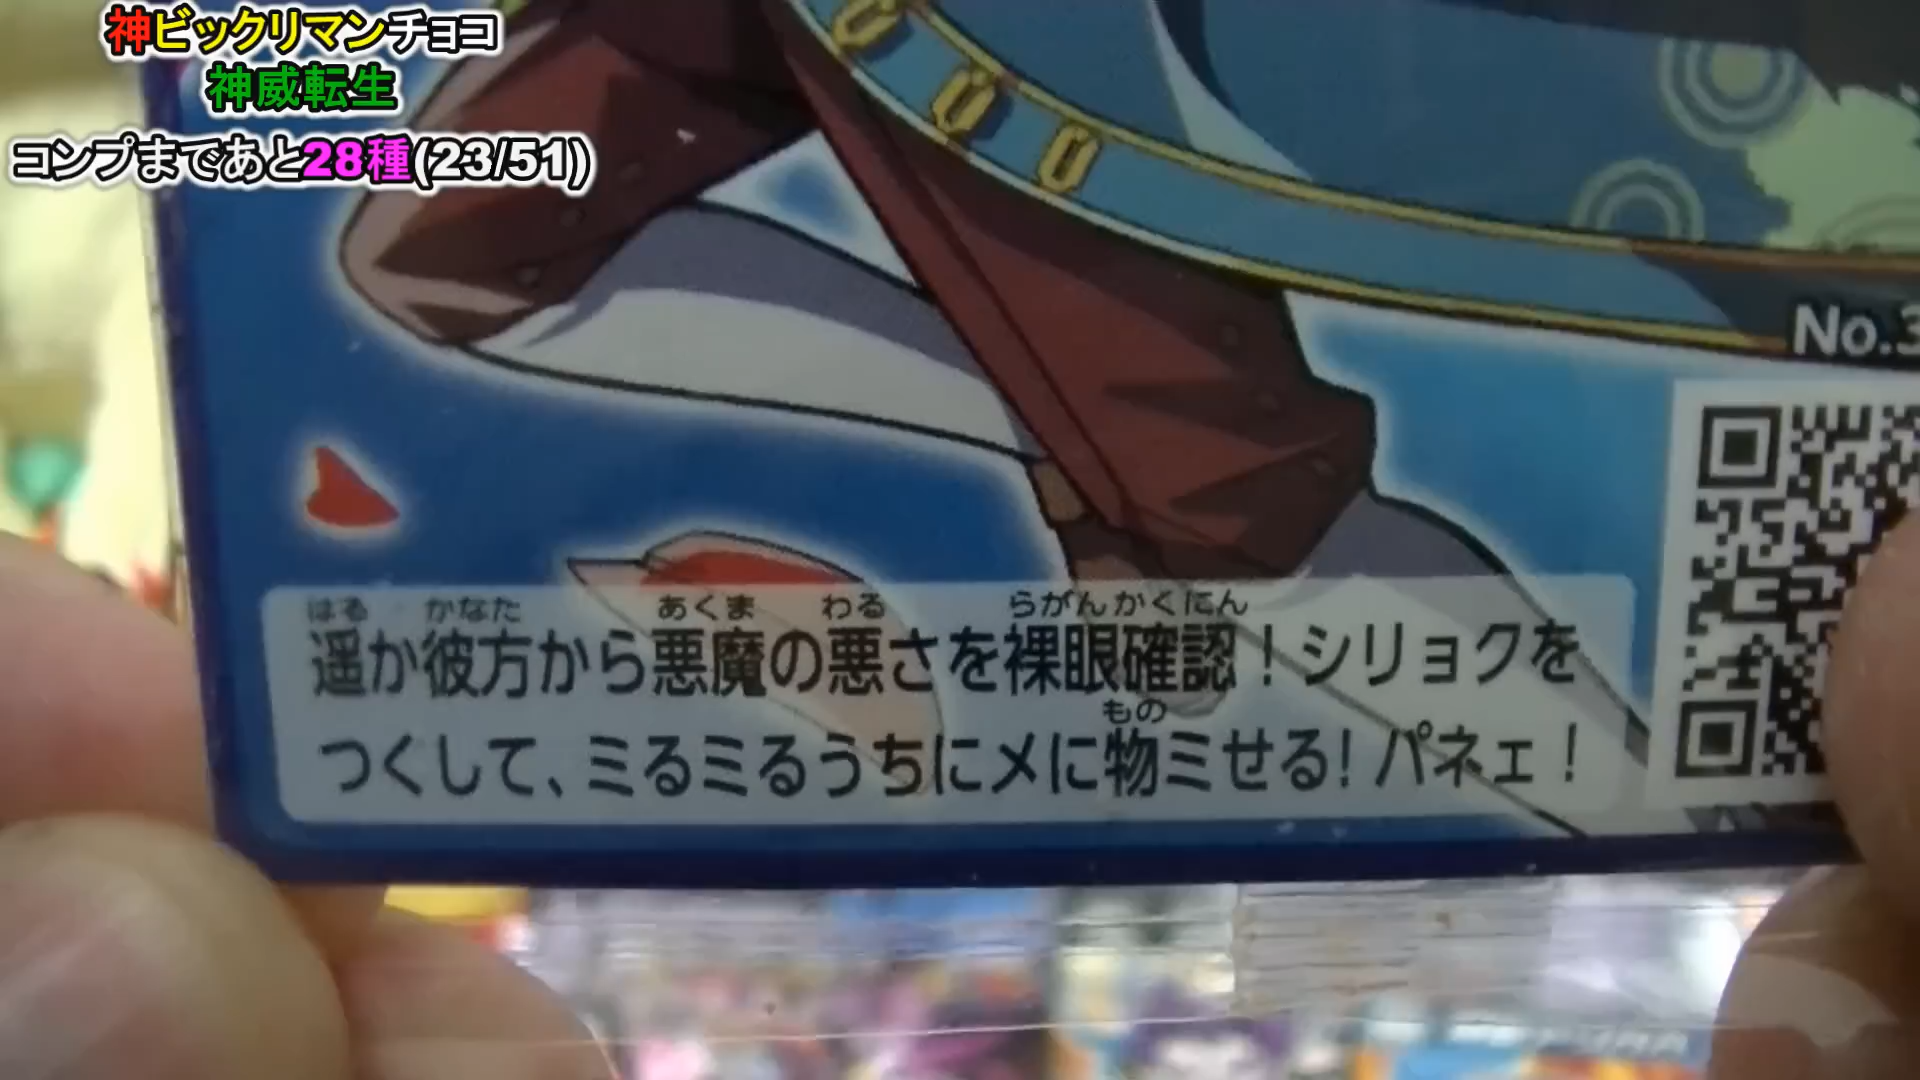 神ビックリマンチョコ
神威転生
コンプまであと28種(23/51)
No.3
はる かなた あくま わる らがんかくにん
遥か彼方から悪魔の悪さを裸眼確認！シリョクを
もの
つくして、ミるミるうちにメに物ミせる！パネェ！